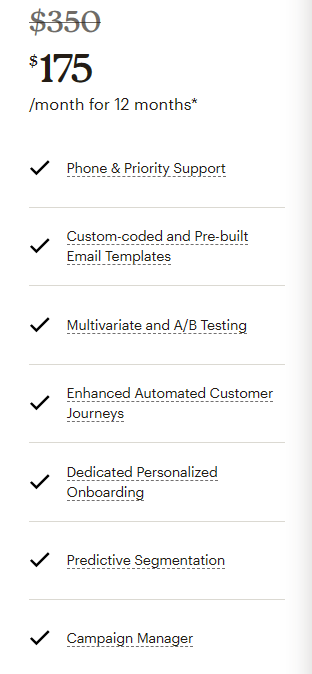 $350
$175
/month for 12 months*
Phone & Priority Support
Custom-coded and Pre-built
Email Templates
Multivariate and A/B Testing
Enhanced Automated Customer
Journeys
Dedicated Personalized
Onboarding
Predictive Segmentation
Campaign Manager